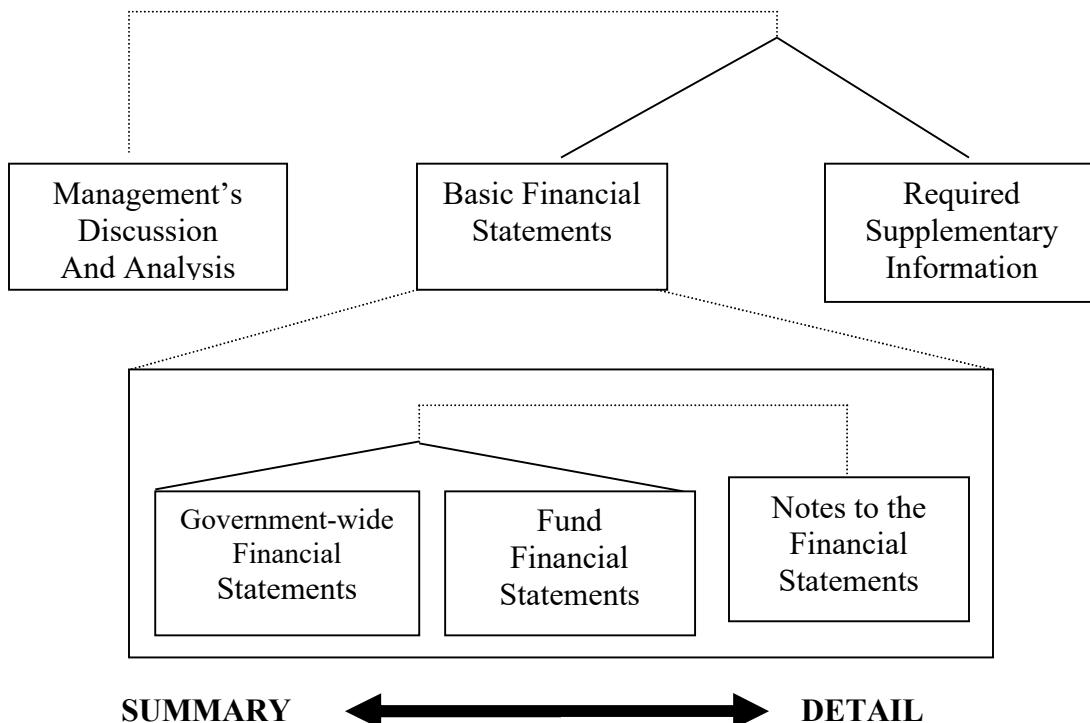 Management’s
Discussion
And Analysis
Basic Financial
Statements
Required
Supplementary
Information
Government-wide
Financial
Statements
Fund
Financial
Statements
Notes to the
Financial
Statements
SUMMARY
DETAIL